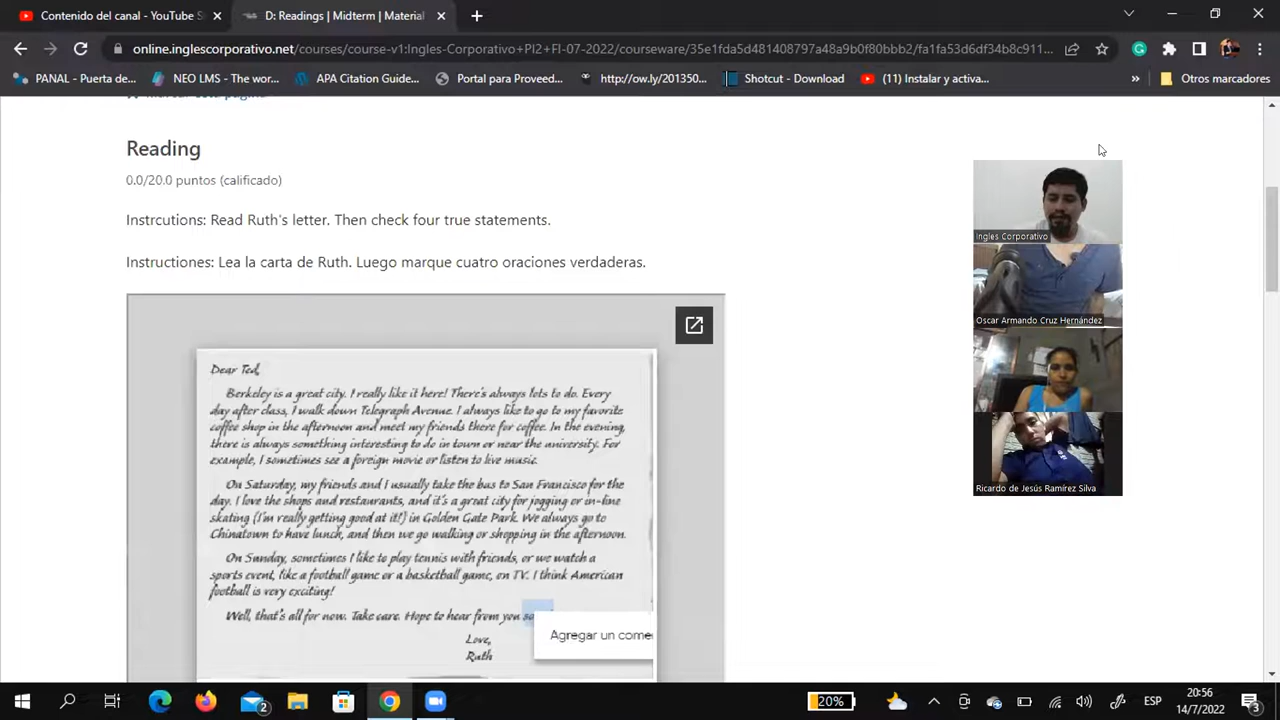 Contenido del canal - YouTube S
D: Readings | Midterm | Material
online.inglescorporativo.net/courses/course-v1:Ingles-Corporativo+PI2+FI-07-2022/courseware/35e1fda5d481408797a48a9b0f80bbb2/fa1fa53d6df34b8c911...
PANAL - Puerta de...
NEO LMS - The wor...
APA Citation Guide...
Portal para Proveed...
http://ow.ly/201350...
Shotcut - Download
(11) Instalar y activa...
»
Otros marcadores
Reading
0.0/20.0 puntos (calificado)
Instrcutions: Read Ruth's letter. Then check four true statements.
Instructiones: Lea la carta de Ruth. Luego marque cuatro oraciones verdaderas.
Dear Ted,
Berkeley is a great city. I really like it here! There's always lots to do. Every
day after class, I walk down Telegraph Avenue. I always like to go to my favorite
coffee shop in the afternoon and meet my friends there for coffee. In the evening,
there is always something interesting to do in town or near the university. For
example, I sometimes see a foreign movie or listen to live music.
On Saturday, my friends and I usually take the bus to San Francisco for the
day. I love the shops and restaurants, and it's a great city for jogging or in-line
skating (I'm really getting good at it!) in Golden Gate Park. We always go to
Chinatown to have lunch, and then we go walking or shopping in the afternoon.
On Sunday, sometimes I like to play tennis with friends, or we watch a
sports event, like a football game or a basketball game, on TV. I think American
football is very exciting!
Well, that's all for now. Take care. Hope to hear from you so
Agregar un come
Love,
Ruth
Ingles Corporativo
Oscar Armando Cruz Hernández
Ricardo de Jesús Ramírez Silva
2
20%
ESP
20:56
14/7/2022
3